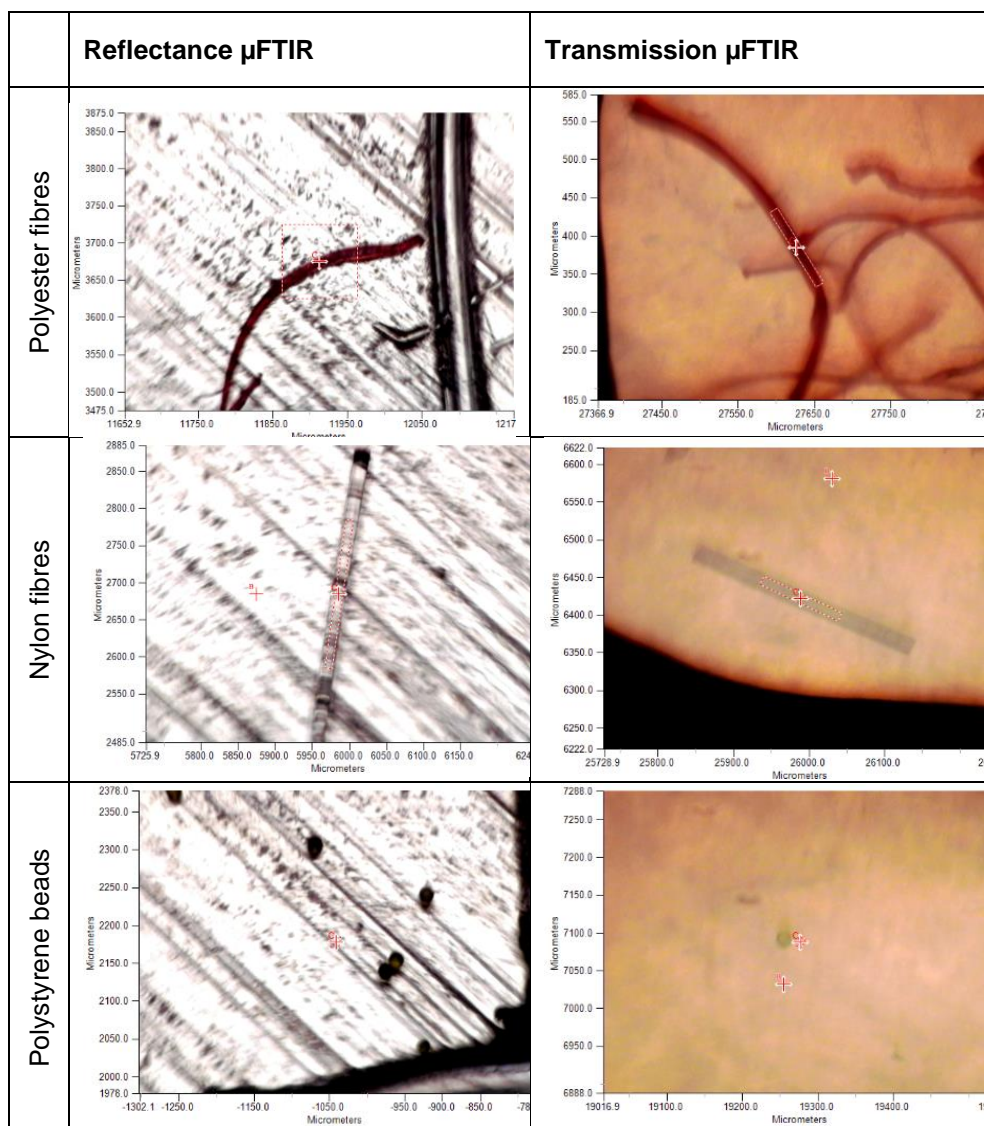 Reflectance µFTIR
Transmission µFTIR
Polyester fibres
3875.0
3850.0
3800.0
3750.0
3700.0
3650.0
3600.0
3550.0
3500.0
3475.0
Micrometers
11652.9 11750.0 11850.0 11950.0 12050.0 1217
Micrometers
585.0
550.0
500.0
450.0
400.0
350.0
300.0
250.0
185.0
Micrometers
27366.9 27450.0 27550.0 27650.0 27750.0
Micrometers
Nylon fibres
2885.0
2850.0
2800.0
2750.0
2700.0
2650.0
2600.0
2550.0
2485.0
Micrometers
5725.9 5800.0 5850.0 5900.0 5950.0 6000.0 6050.0 6100.0 6150.0
Micrometers
6622.0
6600.0
6550.0
6500.0
6450.0
6400.0
6350.0
6300.0
6250.0
6222.0
Micrometers
25728.9 25800.0 25900.0 26000.0 26100.0
Micrometers
Polystyrene beads
2378.0
2350.0
2300.0
2250.0
2200.0
2150.0
2100.0
2050.0
2000.0
1978.0
Micrometers
-1302.1 -1250.0 -1050.0 -950.0 -850.0
Micrometers
7288.0
7250.0
7200.0
7150.0
7100.0
7050.0
7000.0
6950.0
6888.0
Micrometers
19016.9 19100.0 19200.0 19300.0 19400.0
Micrometers